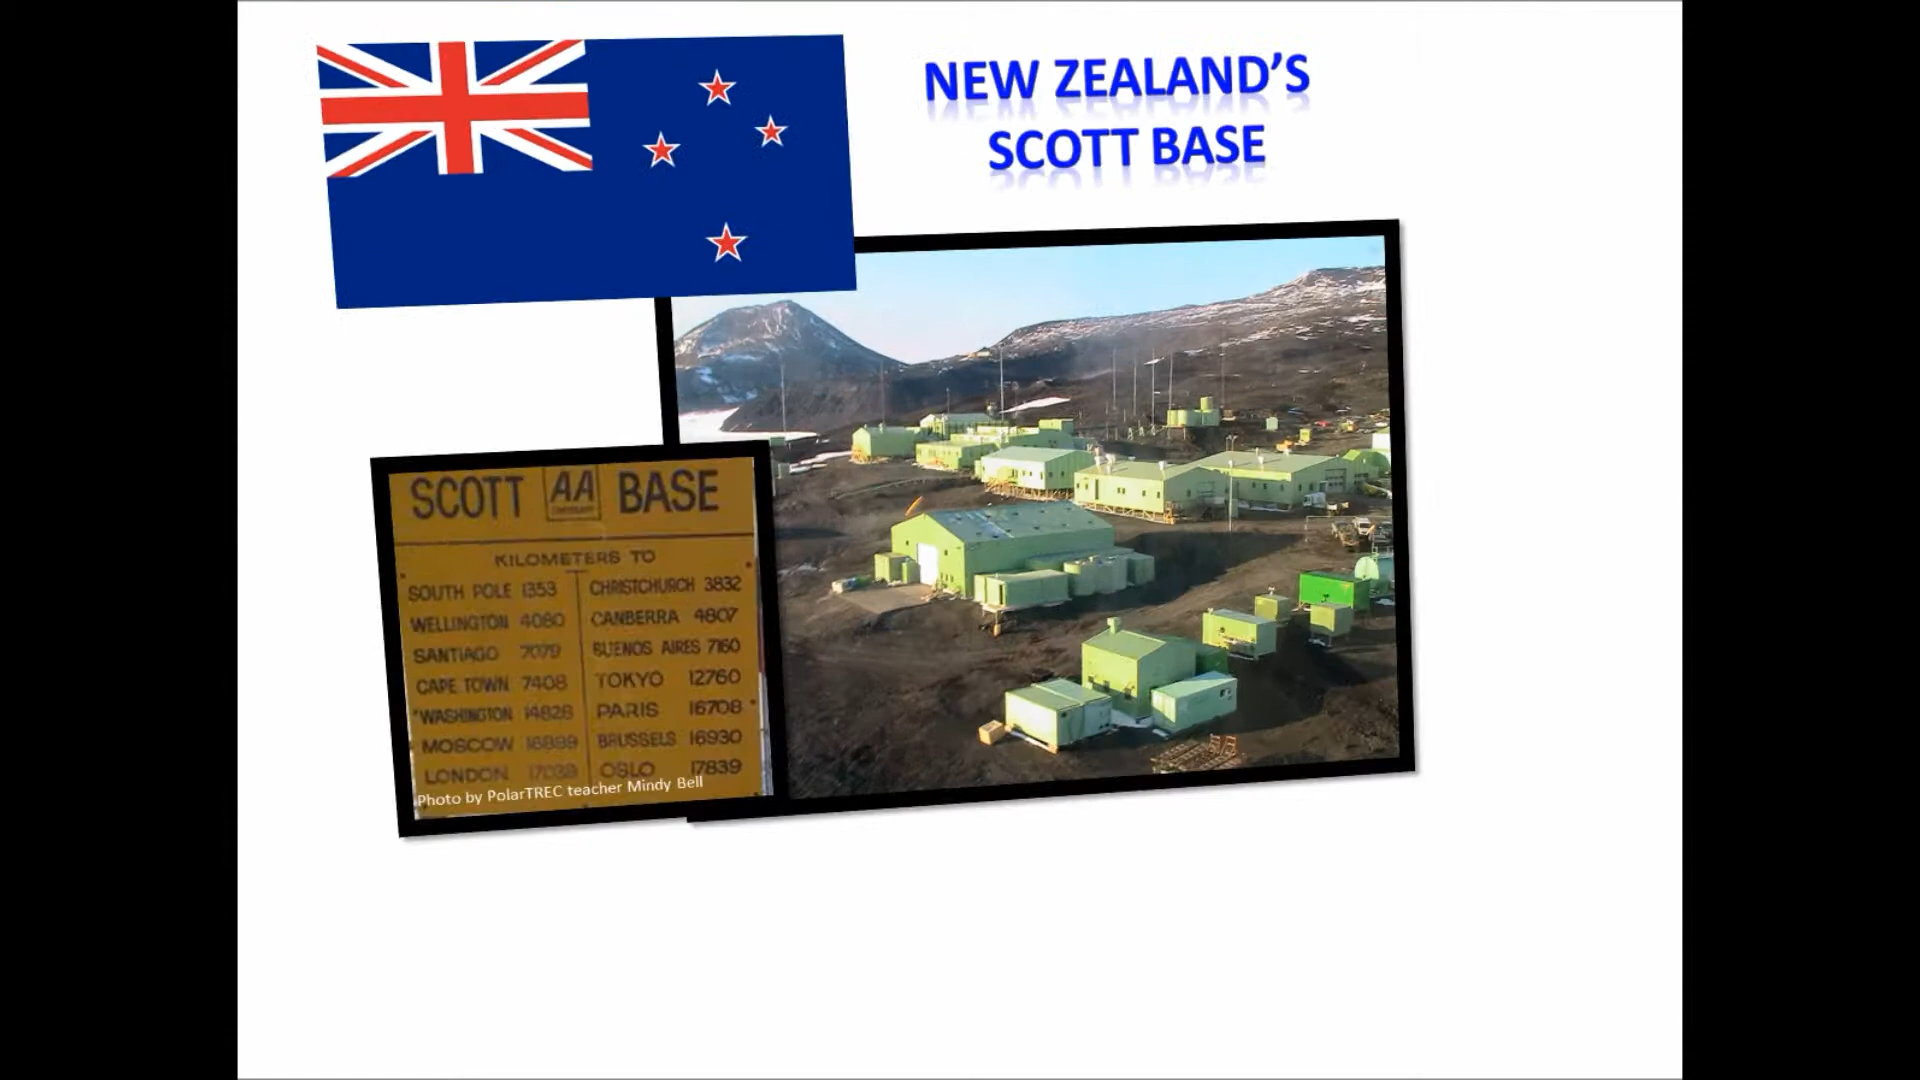 NEW ZEALAND’S
SCOTT BASE
SCOTT AA BASE
KILOMETERS TO
SOUTH POLE 1353 CHRISTCHURCH 3832
WELLINGTON 4080 CANBERRA 4807
SANTIAGO 7079 BUENOS AIRES 7160
CAPE TOWN 7408 TOKYO 12760
WASHINGTON 14828 PARIS 16708
MOSCOW 16899 BRUSSELS 16930
LONDON OSLO 17839
Photo by PolarTREC teacher Mindy Bell